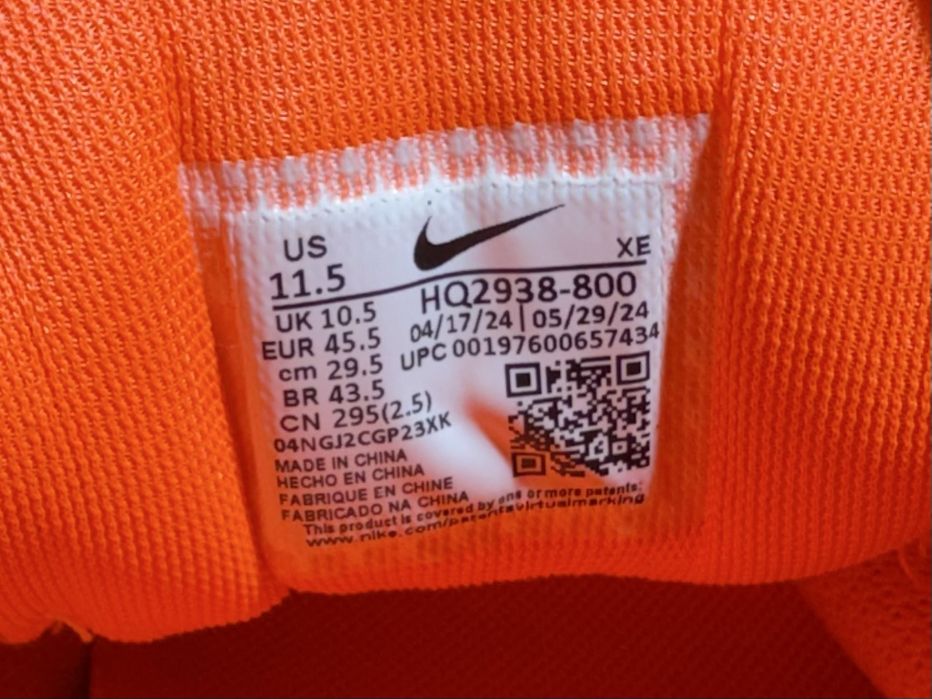 US
11.5
XE
HQ2938-800
UK 10.5
04/17/24 | 05/29/24
EUR 45.5
UPC 00197600657434
cm 29.5
BR 43.5
CN 295(2.5)
04NGJ2CGP23XK
MADE IN CHINA
HECHO EN CHINA
FABRIQUE EN CHINE
FABRICADO NA CHINA
This product is covered by one or more patents:
www.nike.com/patentsvirtualmarking